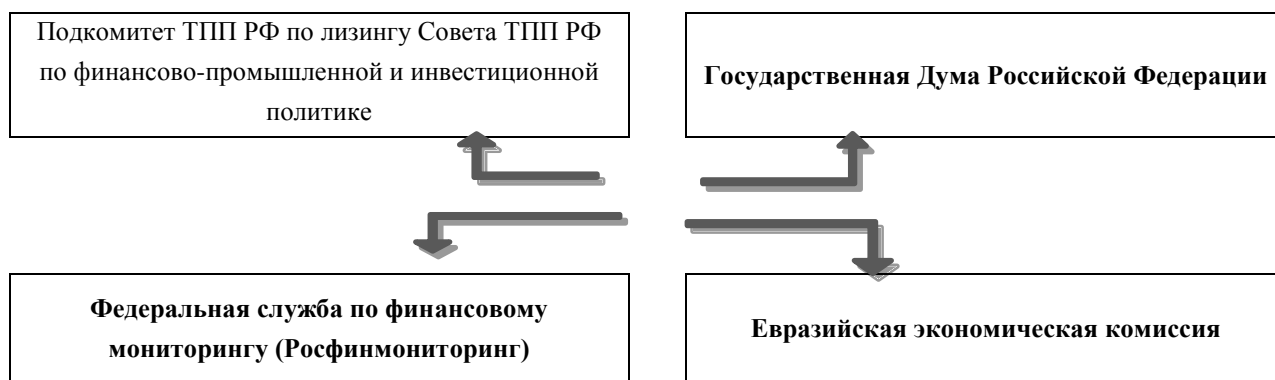 Подкомитет ТПП РФ по лизингу Совета ТПП РФ
по финансово-промышленной и инвестиционной
политике
Государственная Дума Российской Федерации
Федеральная служба по финансовому
мониторингу (Росфинмониторинг)
Евразийская экономическая комиссия